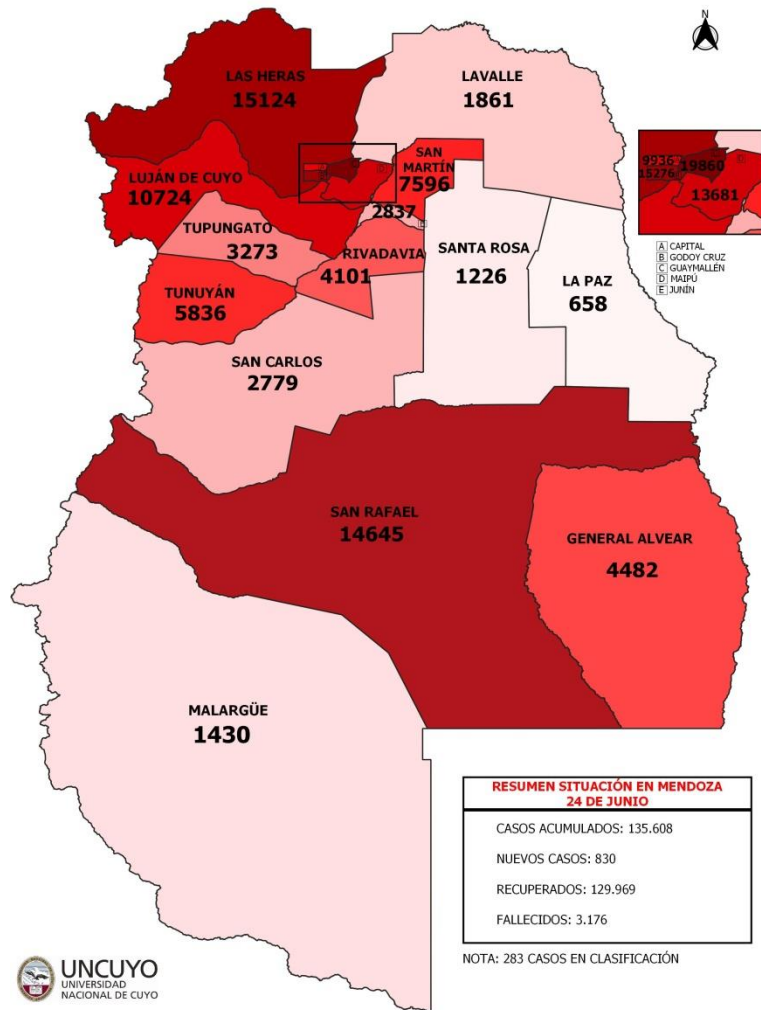 N
LAS HERAS
15124
LAVALLE
1861
SAN
MARTÍN
7596
LUJÁN DE CUYO
10724
9936
15276
19860
13681
2837
TUPUNGATO
3273
RIVADAVIA
4101
SANTA ROSA
1226
A CAPITAL
B GODOY CRUZ
C GUAYMALLÉN
D MAIPÚ
E JUNÍN
LA PAZ
658
TUNUYÁN
5836
SAN CARLOS
2779
SAN RAFAEL
14645
GENERAL ALVEAR
4482
MALARGÜE
1430
RESUMEN SITUACIÓN EN MENDOZA
24 DE JUNIO
CASOS ACUMULADOS: 135.608
NUEVOS CASOS: 830
RECUPERADOS: 129.969
FALLECIDOS: 3.176
NOTA: 283 CASOS EN CLASIFICACIÓN
UNCUYO
UNIVERSIDAD
NACIONAL DE CUYO